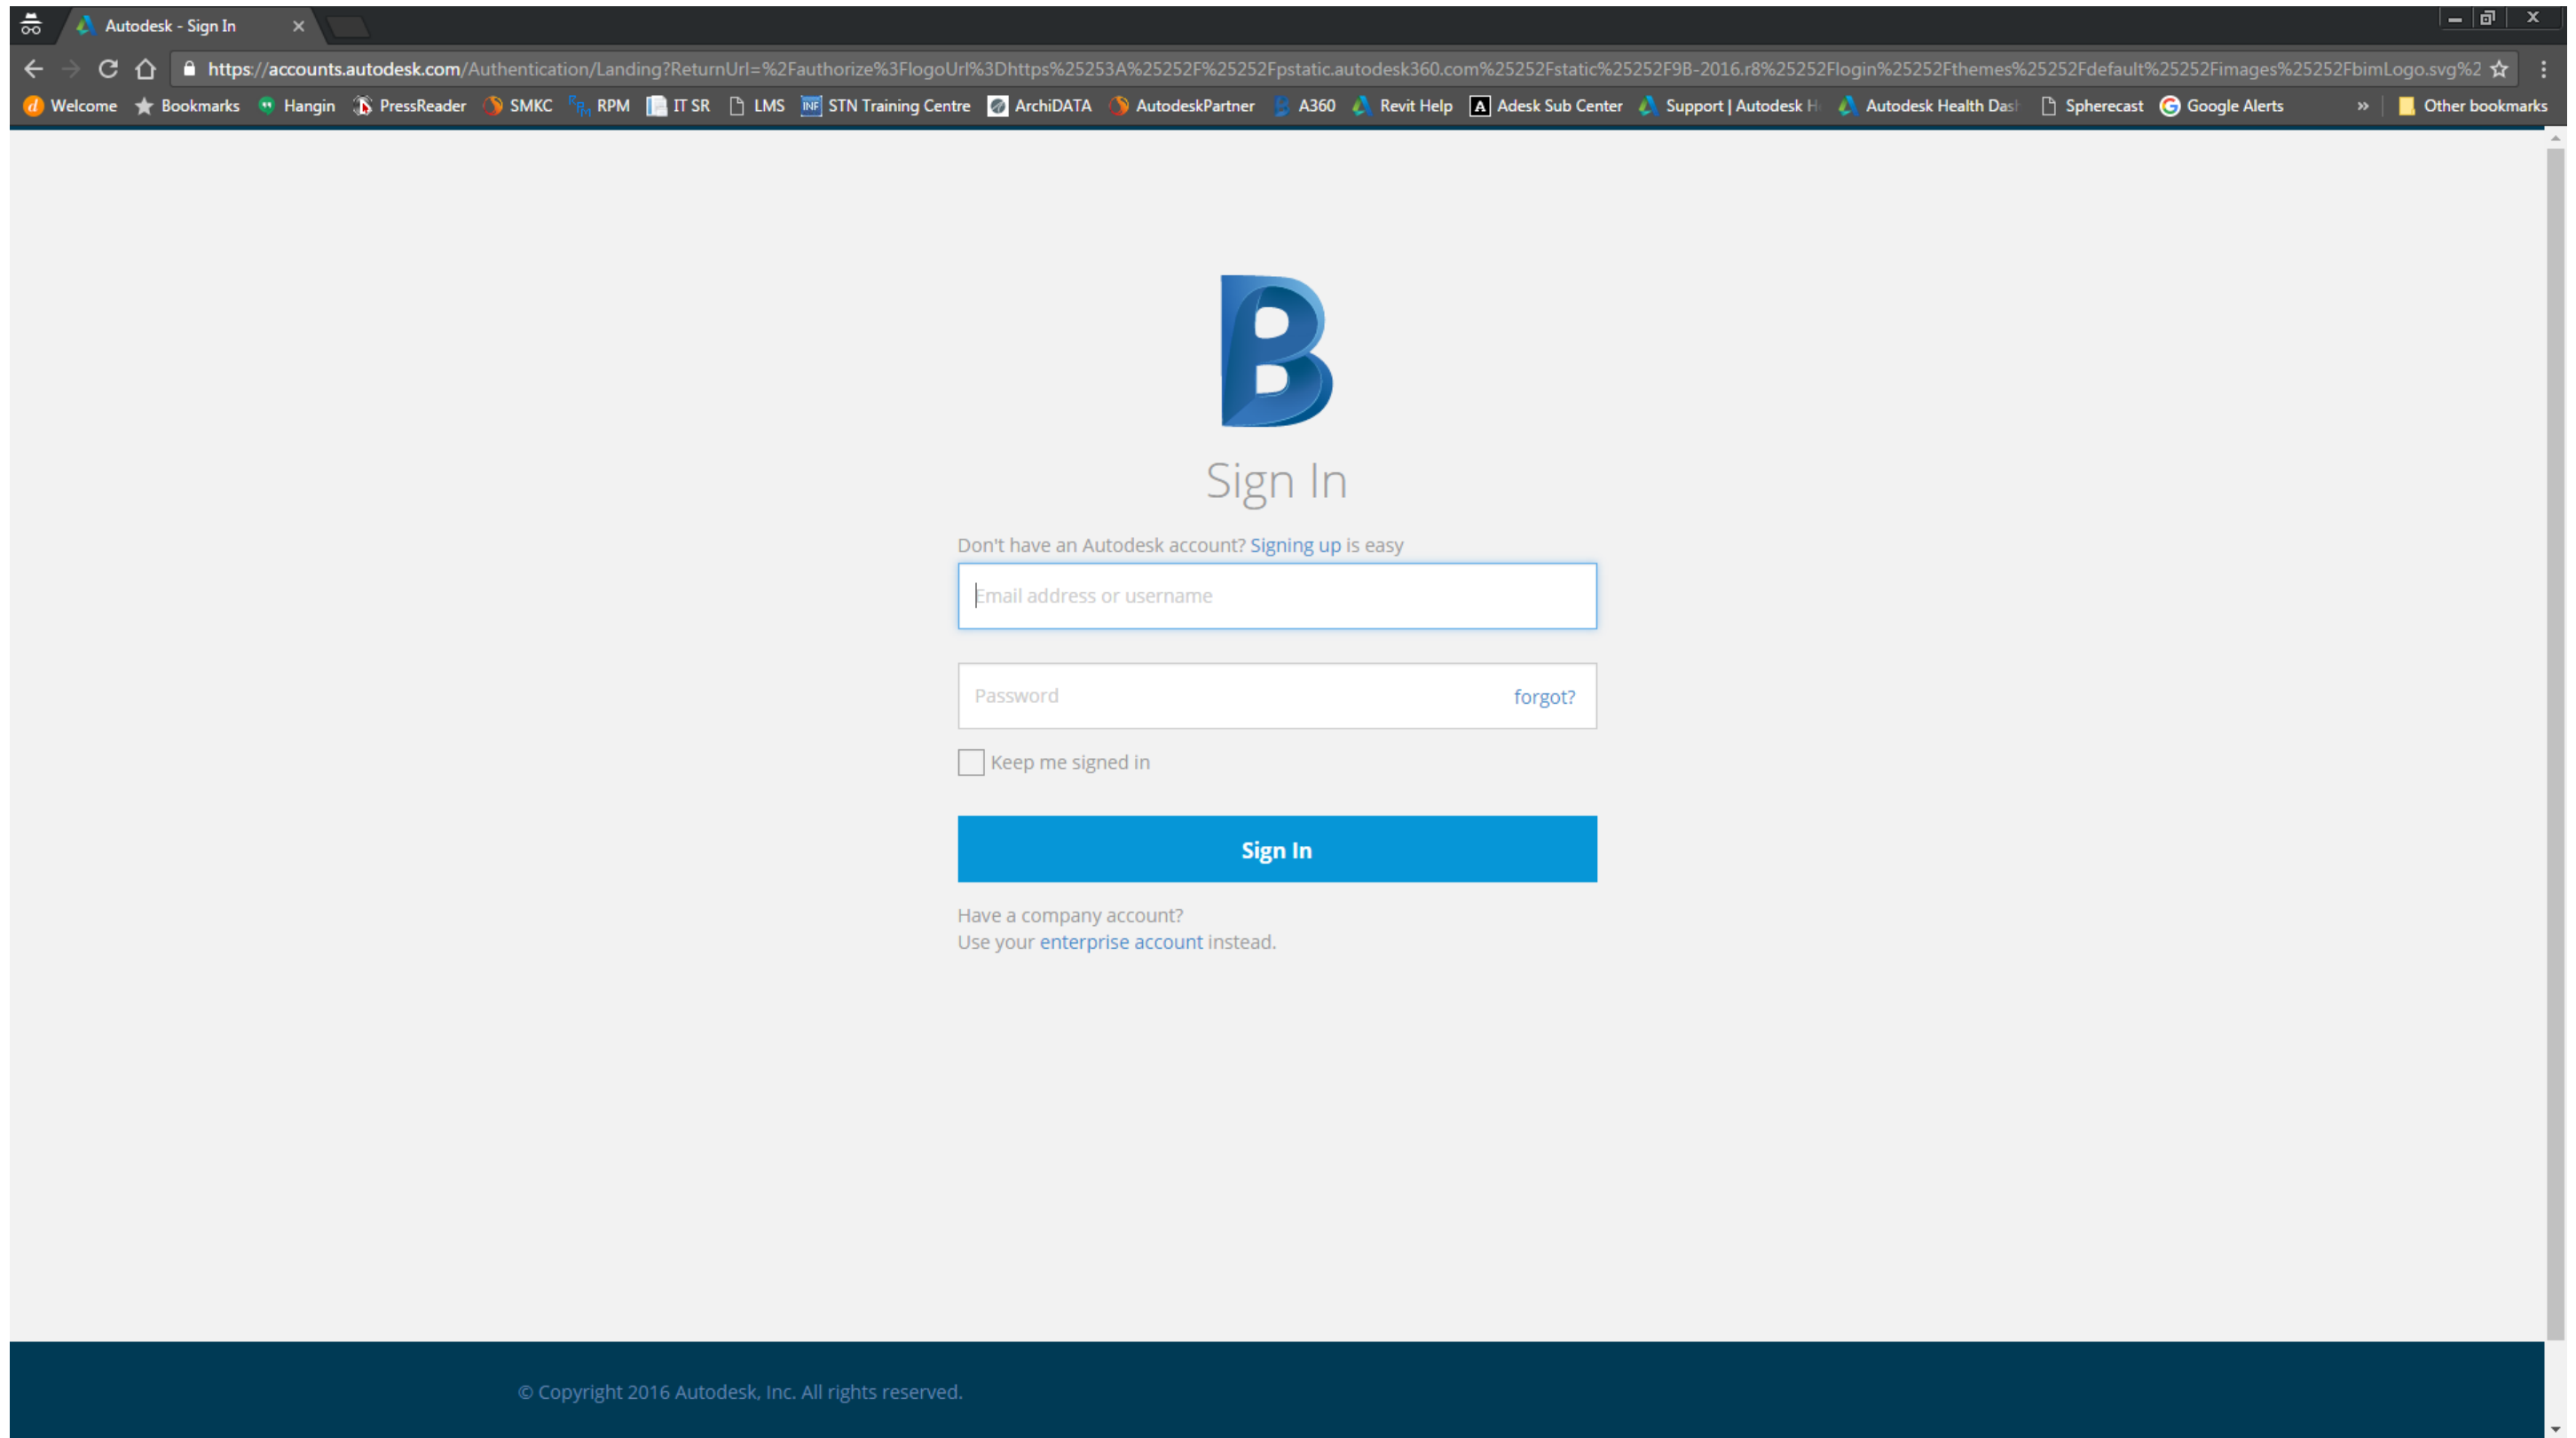 Autodesk - Sign In
https://accounts.autodesk.com/Authentication/Landing?ReturnUrl=%2Fauthorize%3FlogoUrl%3Dhttps%25253A%25252F%25252Fpstatic.autodesk360.com%25252Fstatic%25252F9B-2016.r8%25252Flogin%25252Fthemes%25252Fdefault%25252Fimages%25252FbimLogo.svg%2
Welcome Bookmarks Hangin PressReader SMKC RPM IT SR LMS INF STN Training Centre ArchiDATA AutodeskPartner A360 Revit Help A Adesk Sub Center Support | Autodesk H Autodesk Health Dash Spherecast Google Alerts » Other bookmarks
B
Sign In
Don't have an Autodesk account? Signing up is easy
Email address or username
Password forgot?
Keep me signed in
Sign In
Have a company account?
Use your enterprise account instead.
© Copyright 2016 Autodesk, Inc. All rights reserved.